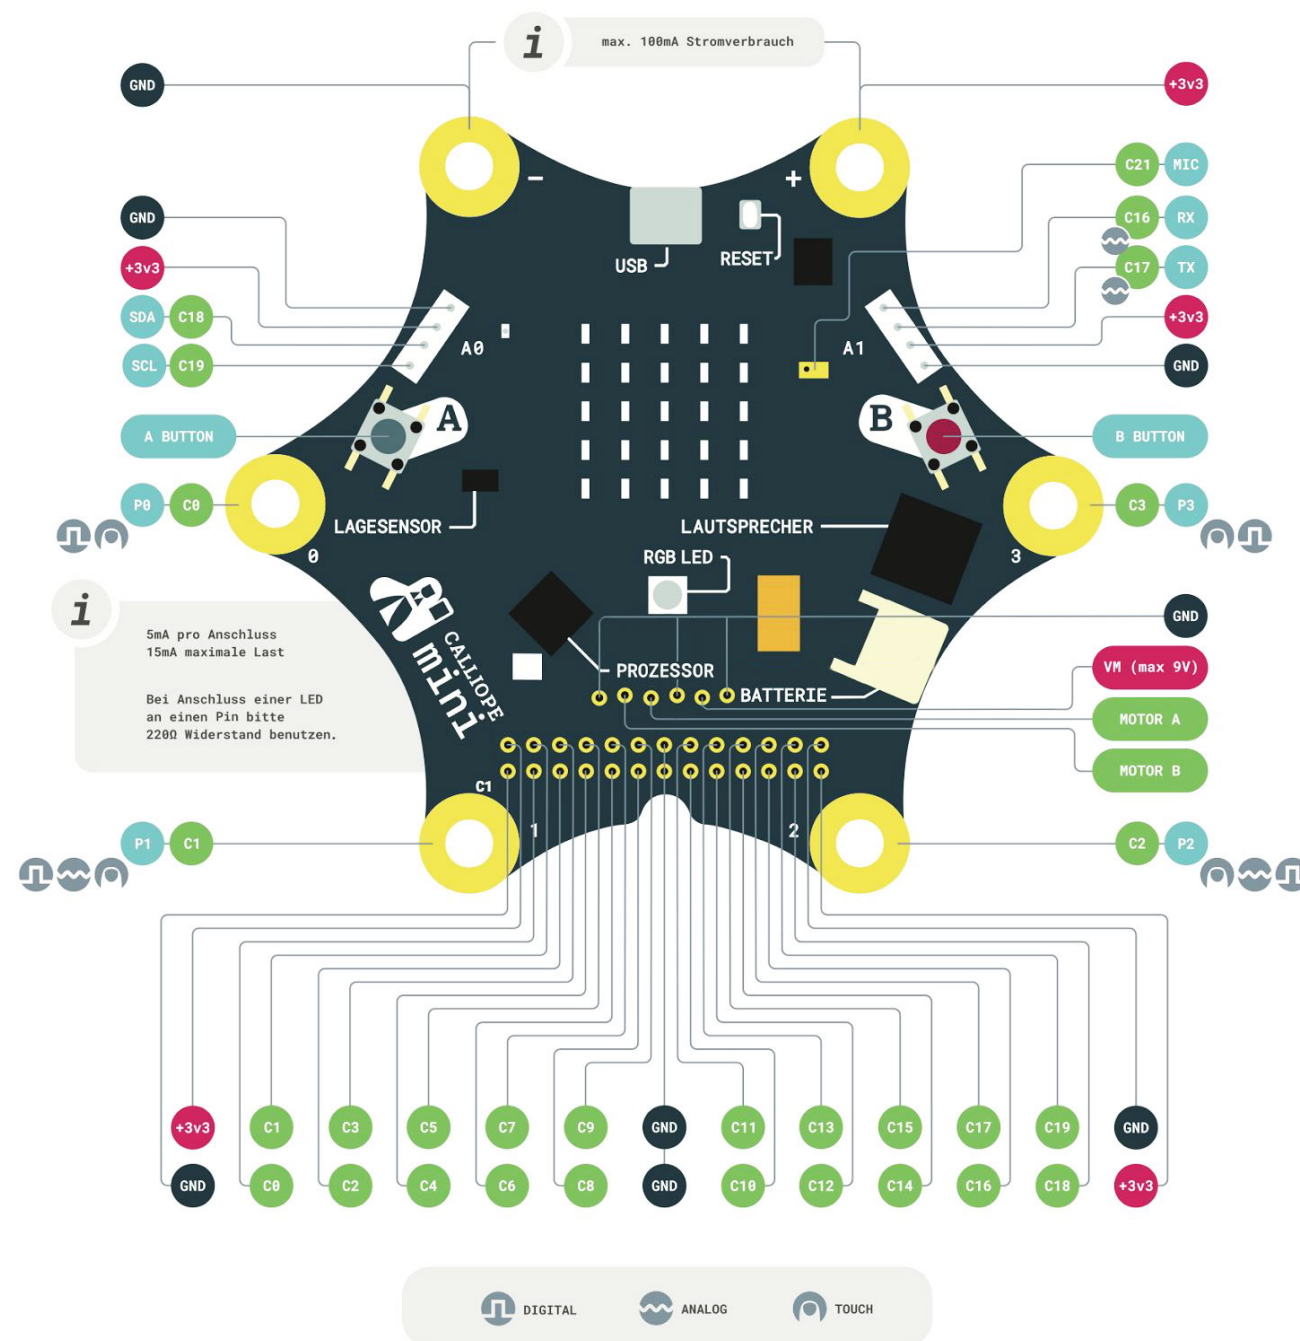 i
max. 100mA Stromverbrauch
GND
+3v3
-
+
C21 MIC
GND
C16 RX
USB
RESET
+3v3
C17 TX
SDA C18
+3v3
A0
A1
SCL C19
GND
A BUTTON
A
B
B BUTTON
P0 C0
C3 P3
LAGESENSOR
LAUTSPRECHER
0
RGB LED
3
i
5mA pro Anschluss
15mA maximale Last
Bei Anschluss einer LED
an einen Pin bitte
220Ω Widerstand benutzen.
CALLIOPE
mini
GND
PROZESSOR
VM (max 9V)
BATTERIE
MOTOR A
MOTOR B
C1
1
2
P1 C1
C2 P2
+3v3 C1 C3 C5 C7 C9 GND C11 C13 C15 C17 C19 GND
GND C0 C2 C4 C6 C8 GND C10 C12 C14 C16 C18 +3v3
DIGITAL ANALOG TOUCH